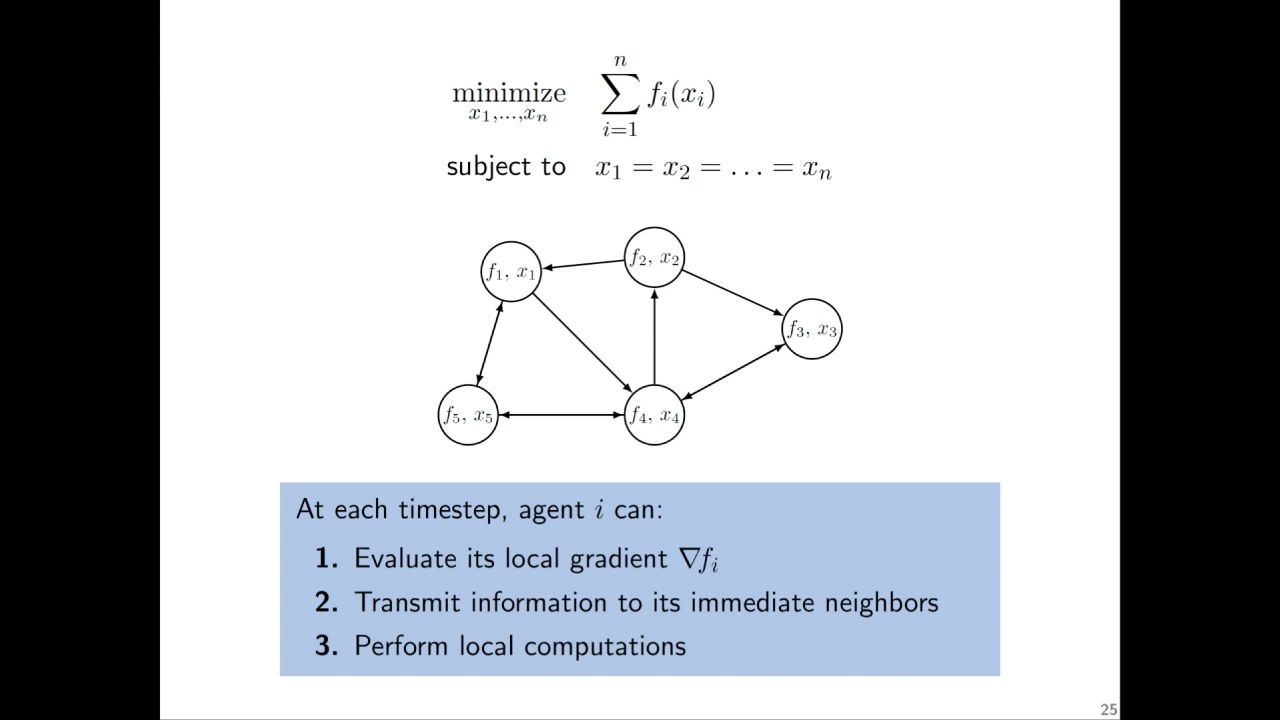 n
minimize ∑ fᵢ(xᵢ)
x₁,...,xₙ
i=1
subject to x₁ = x₂ = . . . = xₙ
f₂, x₂
f₁, x₁
f₃, x₃
f₅, x₅
f₄, x₄
At each timestep, agent i can:
1. Evaluate its local gradient ∇fᵢ
2. Transmit information to its immediate neighbors
3. Perform local computations
25